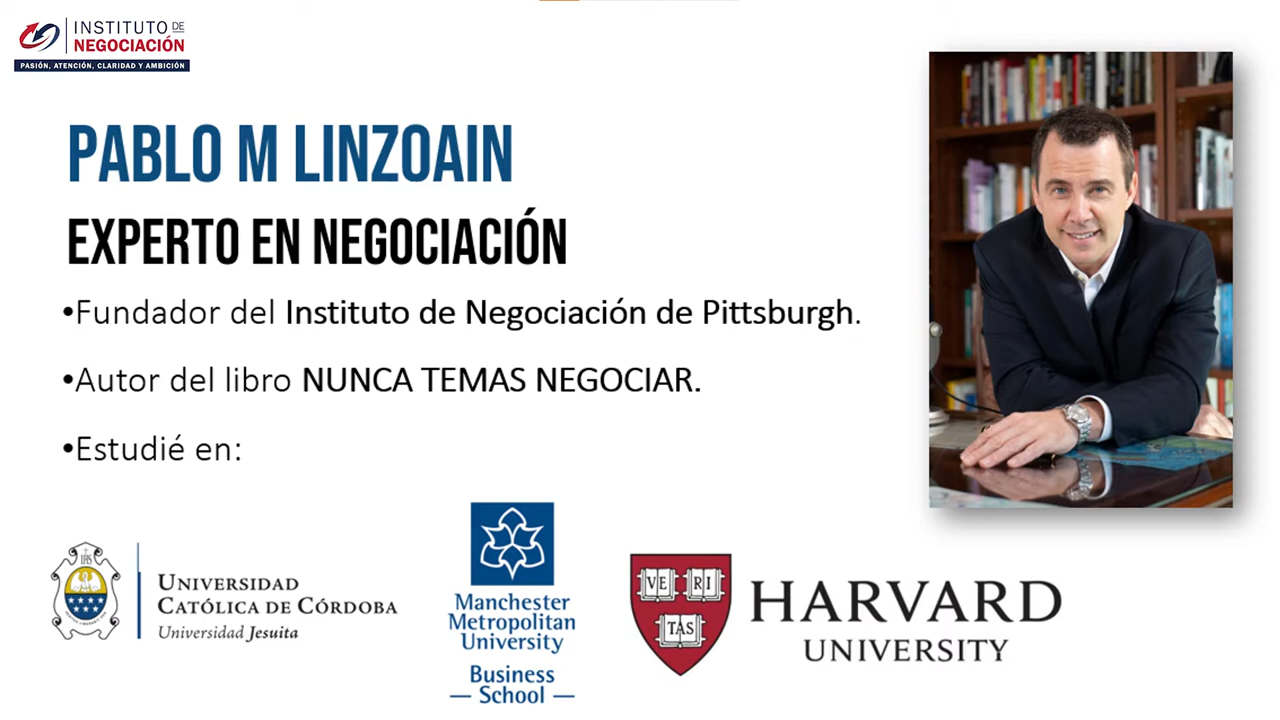 INSTITUTO DE
NEGOCIACIÓN
PASIÓN, ATENCIÓN, CLARIDAD Y AMBICIÓN
PABLO M LINZOAIN
EXPERTO EN NEGOCIACIÓN
•Fundador del Instituto de Negociación de Pittsburgh.
•Autor del libro NUNCA TEMAS NEGOCIAR.
•Estudié en:
IHS
UNIVERSIDAD
CATÓLICA DE CÓRDOBA
Universidad Jesuita
Manchester
Metropolitan
University
Business
School
VE RI
TAS
HARVARD
UNIVERSITY